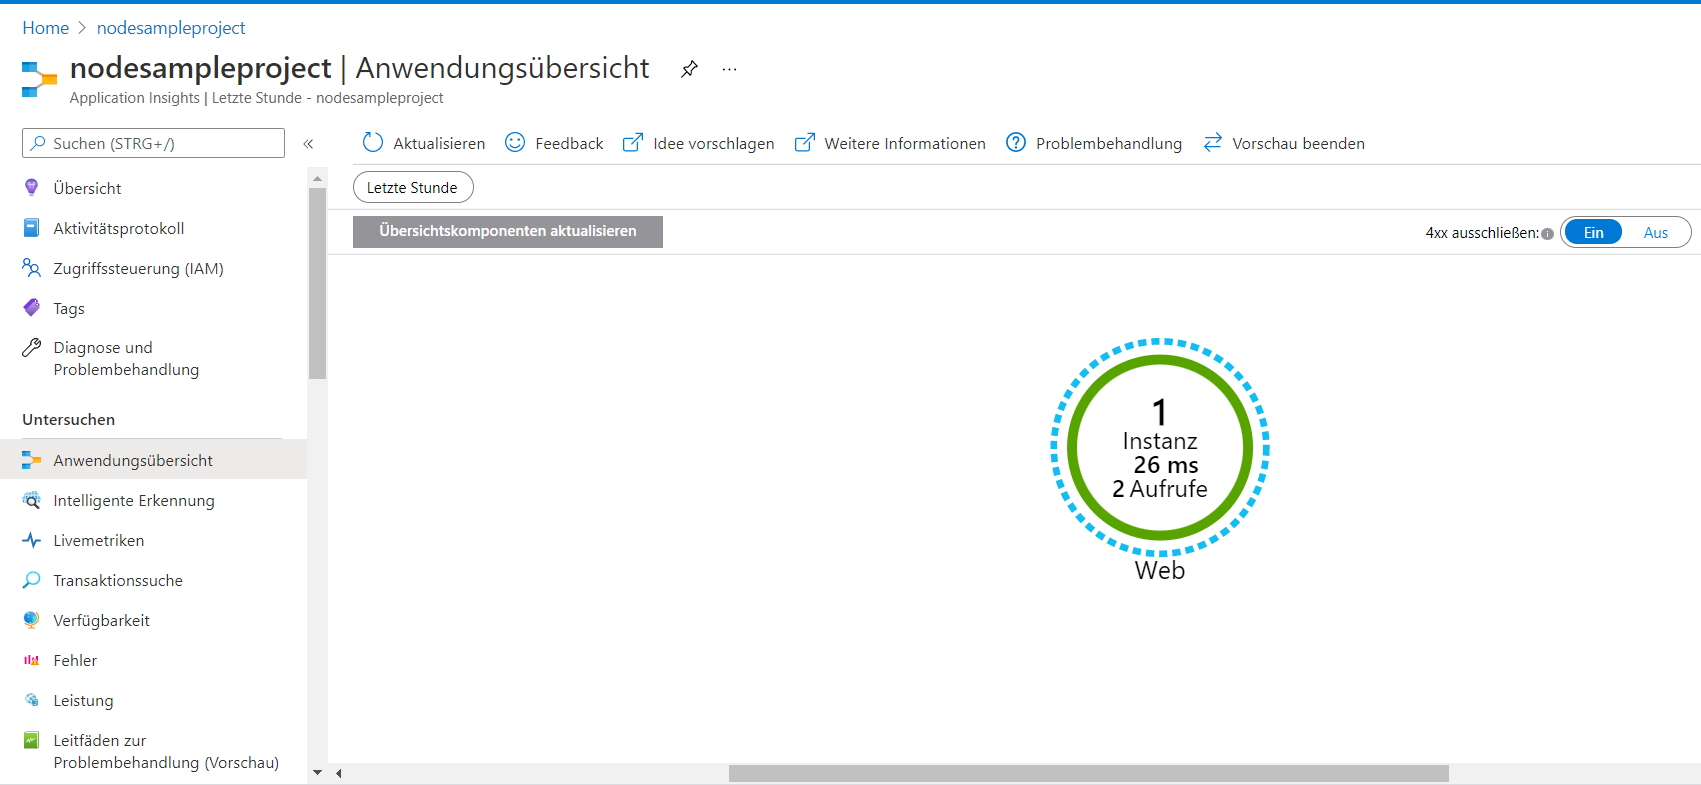 Home > nodesampleproject
nodesampleproject | Anwendungsübersicht ...
Application Insights | Letzte Stunde - nodesampleproject
Suchen (STRG+/) «
Aktualisieren Feedback Idee vorschlagen Weitere Informationen Problembehandlung Vorschau beenden
Übersicht
Aktivitätsprotokoll
Zugriffssteuerung (IAM)
Tags
Diagnose und
Problembehandlung
Untersuchen
Anwendungsübersicht
Intelligente Erkennung
Livemetriken
Transaktionssuche
Verfügbarkeit
Fehler
Leistung
Leitfäden zur
Problembehandlung (Vorschau)
Letzte Stunde
Übersichtskomponenten aktualisieren
4xx ausschließen: Ein Aus
1
Instanz
26 ms
2 Aufrufe
Web